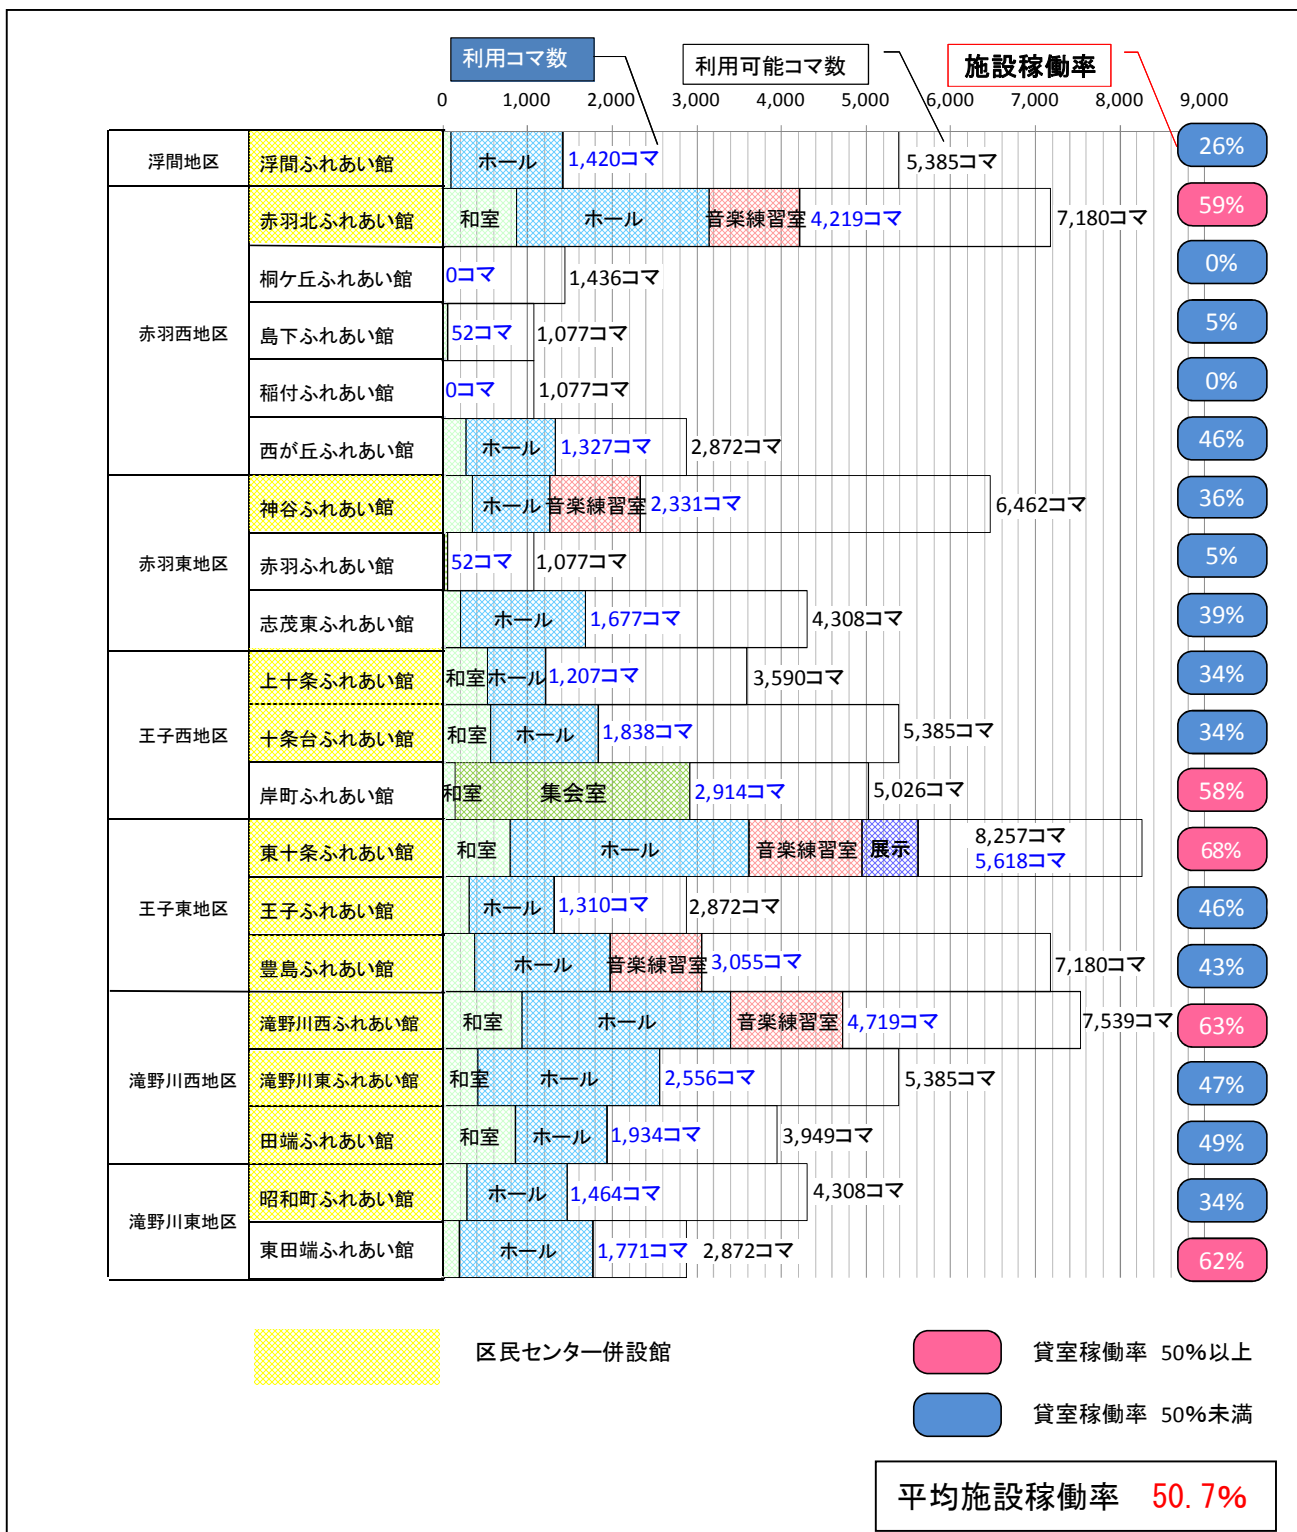 利用コマ数
利用可能コマ数
施設稼働率
0 1,000 2,000 3,000 4,000 5,000 6,000 7,000 8,000 9,000
浮間地区 浮間ふれあい館 ホール 1,420コマ 5,385コマ 26%
赤羽西地区
赤羽北ふれあい館 和室 ホール 音楽練習室 4,219コマ 7,180コマ 59%
桐ケ丘ふれあい館 0コマ 1,436コマ 0%
島下ふれあい館 52コマ 1,077コマ 5%
稲付ふれあい館 0コマ 1,077コマ 0%
西が丘ふれあい館 ホール 1,327コマ 2,872コマ 46%
赤羽東地区
神谷ふれあい館 ホール 音楽練習室 2,331コマ 6,462コマ 36%
赤羽ふれあい館 52コマ 1,077コマ 5%
志茂東ふれあい館 ホール 1,677コマ 4,308コマ 39%
王子西地区
上十条ふれあい館 和室 ホール 1,207コマ 3,590コマ 34%
十条台ふれあい館 和室 ホール 1,838コマ 5,385コマ 34%
岸町ふれあい館 和室 集会室 2,914コマ 5,026コマ 58%
王子東地区
東十条ふれあい館 和室 ホール 音楽練習室 展示 8,257コマ 5,618コマ 68%
王子ふれあい館 ホール 1,310コマ 2,872コマ 46%
豊島ふれあい館 ホール 音楽練習室 3,055コマ 7,180コマ 43%
滝野川西地区
滝野川西ふれあい館 和室 ホール 音楽練習室 4,719コマ 7,539コマ 63%
滝野川東ふれあい館 和室 ホール 2,556コマ 5,385コマ 47%
田端ふれあい館 和室 ホール 1,934コマ 3,949コマ 49%
滝野川東地区
昭和町ふれあい館 ホール 1,464コマ 4,308コマ 34%
東田端ふれあい館 ホール 1,771コマ 2,872コマ 62%
区民センター併設館
貸室稼働率 50%以上
貸室稼働率 50%未満
平均施設稼働率 50.7%